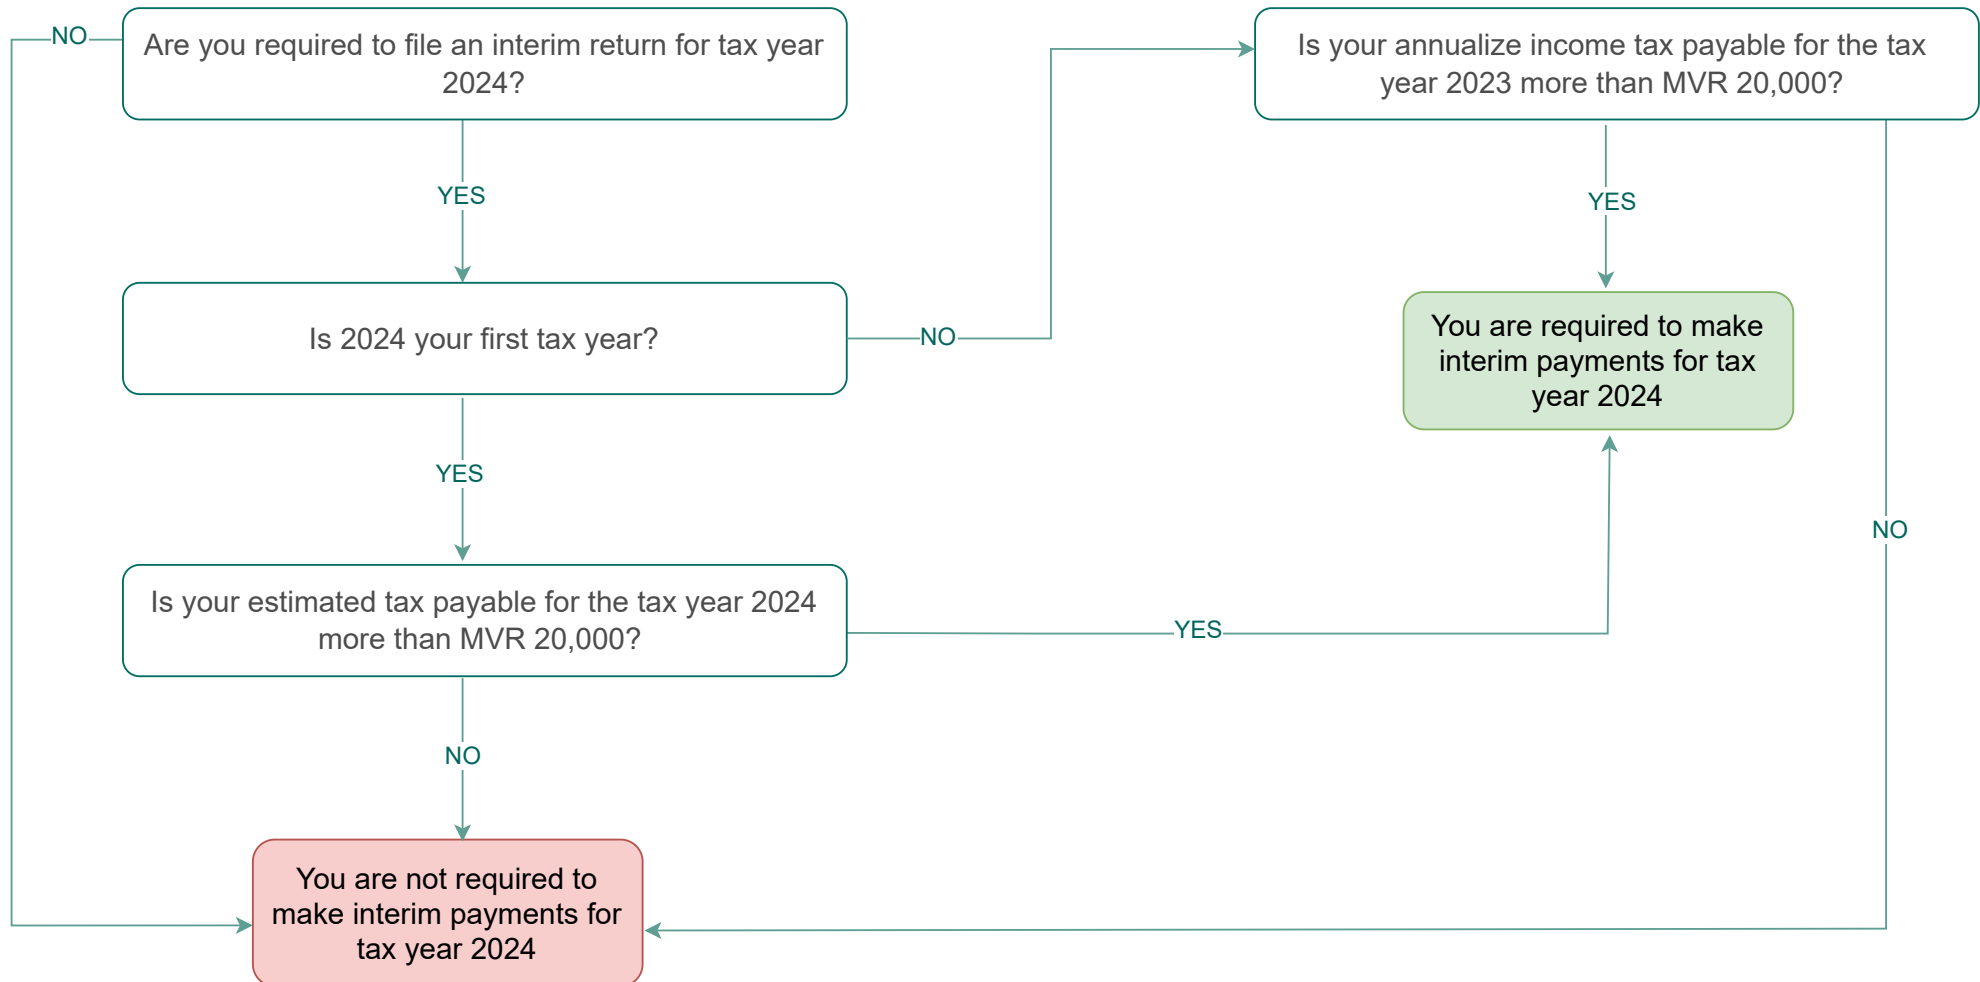 NO
Are you required to file an interim return for tax year
2024?
YES
Is 2024 your first tax year?
NO
YES
Is your estimated tax payable for the tax year 2024
more than MVR 20,000?
YES
NO
You are not required to
make interim payments for
tax year 2024
Is your annualize income tax payable for the tax
year 2023 more than MVR 20,000?
YES
You are required to make
interim payments for tax
year 2024
NO